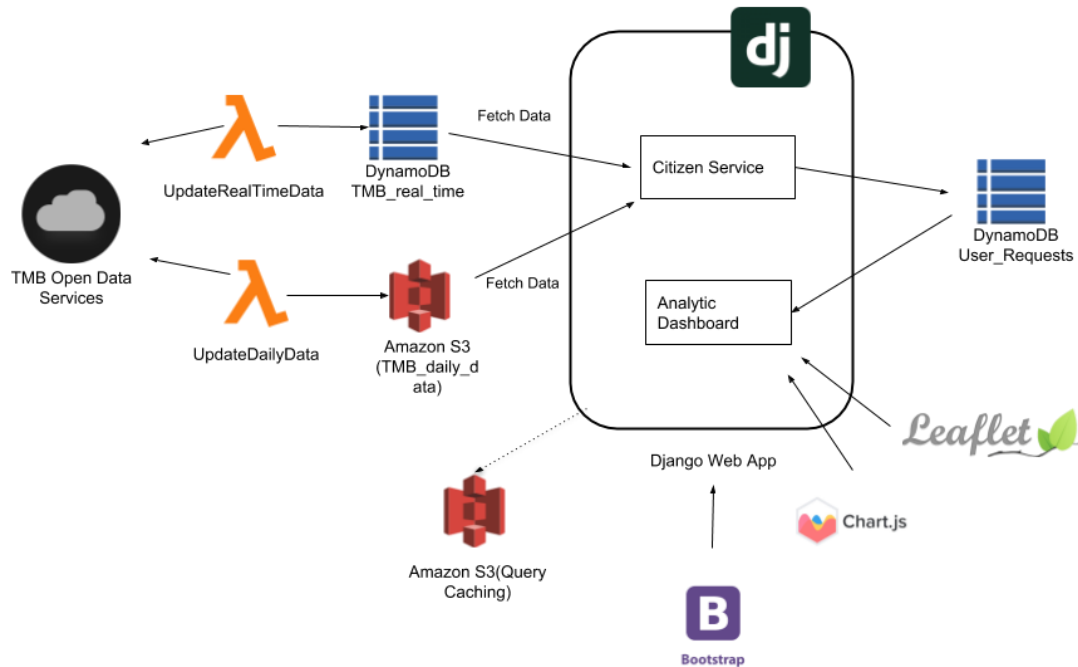 dj
Fetch Data
UpdateRealTimeData
DynamoDB
TMB_real_time
Citizen Service
DynamoDB
User_Requests
TMB Open Data
Services
Fetch Data
Analytic
Dashboard
UpdateDailyData
Amazon S3
(TMB_daily_d
ata)
Leaflet
Django Web App
Chart.js
Amazon S3(Query
Caching)
B
Bootstrap